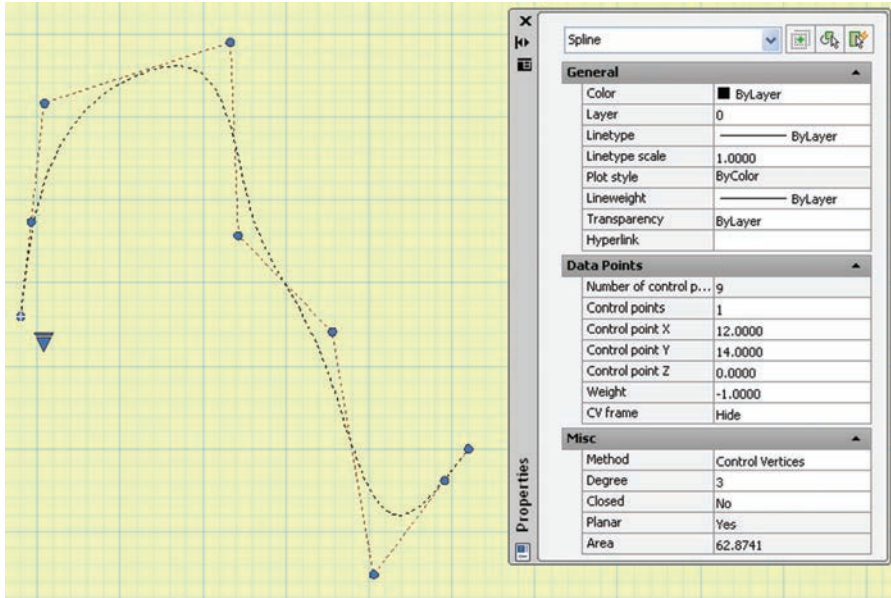 Spline
General
Color ByLayer
Layer 0
Linetype ByLayer
Linetype scale 1.0000
Plot style ByColor
Lineweight ByLayer
Transparency ByLayer
Hyperlink
Data Points
Number of control p... 9
Control points 1
Control point X 12.0000
Control point Y 14.0000
Control point Z 0.0000
Weight -1.0000
CV frame Hide
Misc
Method Control Vertices
Degree 3
Closed No
Planar Yes
Area 62.8741
Properties